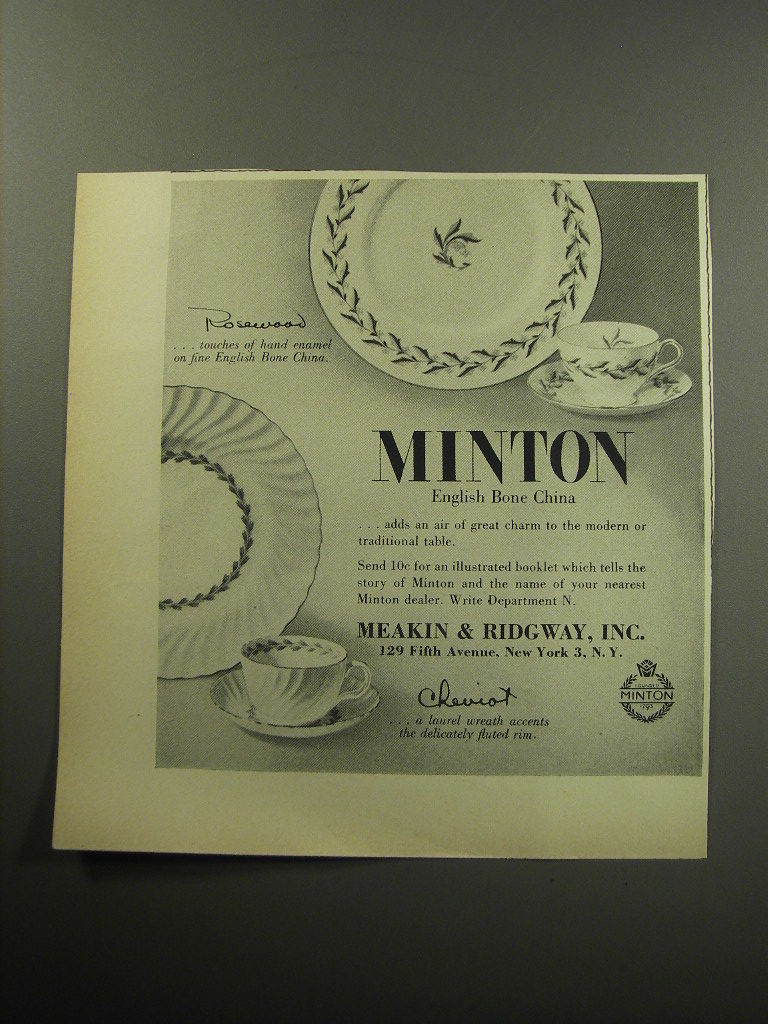 Rosewood
. . . touches of hand enamel
on fine English Bone China.
MINTON
English Bone China
. . . adds an air of great charm to the modern or
traditional table.
Send 10c for an illustrated booklet which tells the
story of Minton and the name of your nearest
Minton dealer. Write Department N.
MEAKIN & RIDGWAY, INC.
129 Fifth Avenue, New York 3, N. Y.
Cheviot
. . . a laurel wreath accents
the delicately fluted rim.
FOUNDED
MINTON
1793